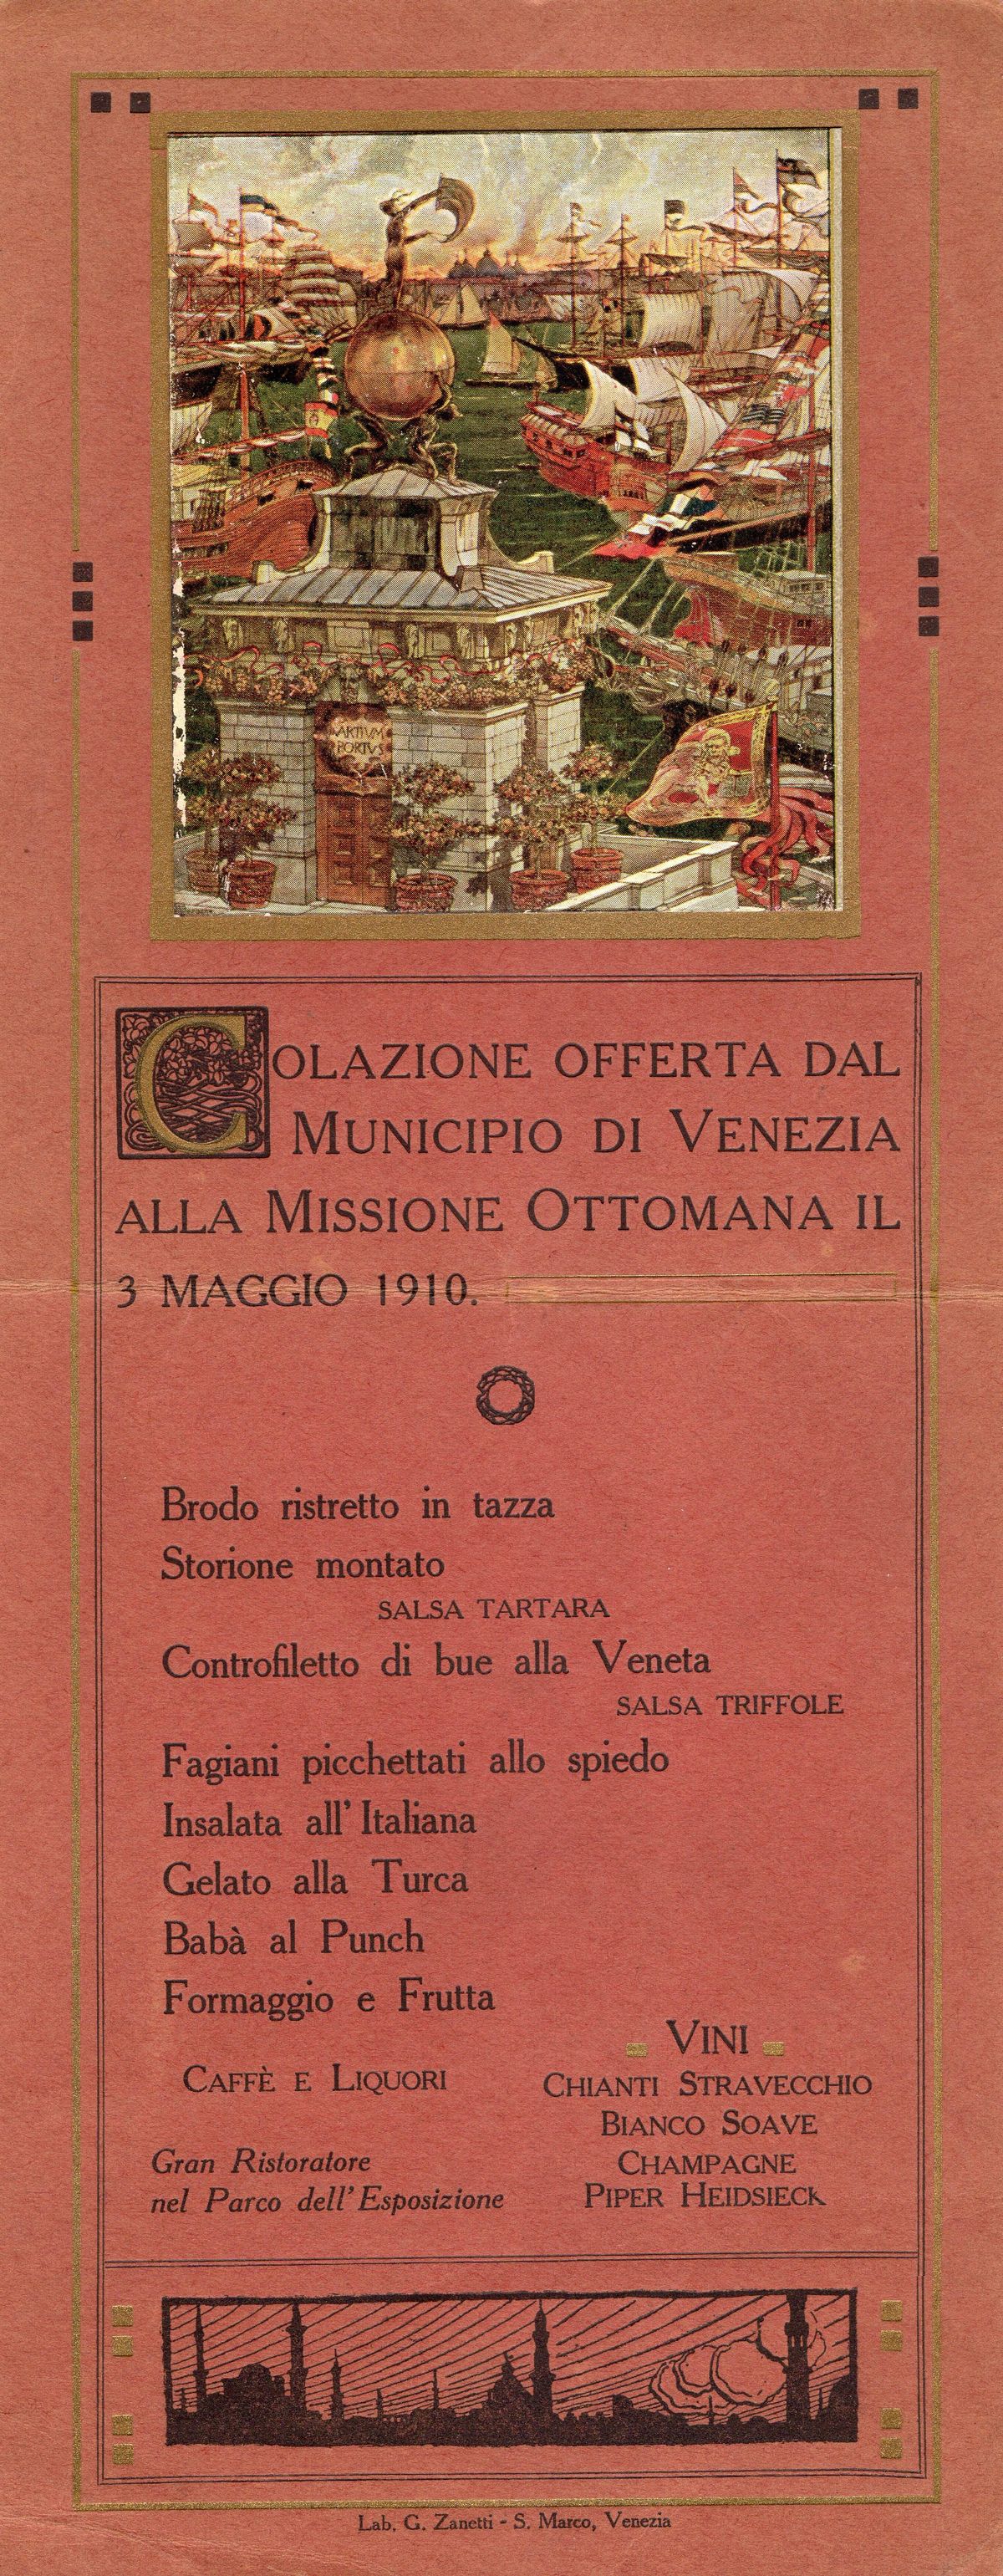 ARTIVM
PORTVS
COLAZIONE OFFERTA DAL
MUNICIPIO DI VENEZIA
ALLA MISSIONE OTTOMANA IL
3 MAGGIO 1910.
Brodo ristretto in tazza
Storione montato
SALSA TARTARA
Controfiletto di bue alla Veneta
SALSA TRIFFOLE
Fagiani picchettati allo spiedo
Insalata all' Italiana
Gelato alla Turca
Babà al Punch
Formaggio e Frutta
CAFFÈ E LIQUORI
Gran Ristoratore
nel Parco dell' Esposizione
VINI
CHIANTI STRAVECCHIO
BIANCO SOAVE
CHAMPAGNE
PIPER HEIDSIECK
Lab. G. Zanetti - S. Marco, Venezia